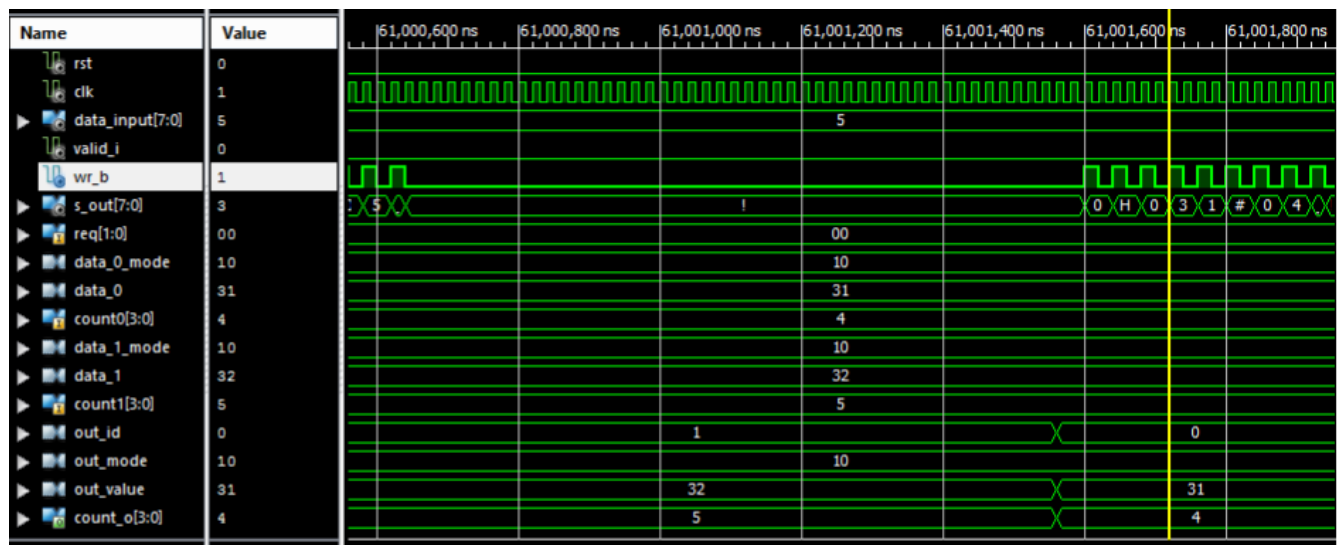 Name Value 61,000,600 ns 61,000,800 ns 61,001,000 ns 61,001,200 ns 61,001,400 ns 61,001,600 ns 61,001,800 ns
rst 0
clk 1
data_input[7:0] 5 5
valid_i 0
wr_b 1
s_out[7:0] 3 5 . ! 0 H 0 3 1 # 0 4 .
req[1:0] 00 00
data_0_mode 10 10
data_0 31 31
count0[3:0] 4 4
data_1_mode 10 10
data_1 32 32
count1[3:0] 5 5
out_id 0 1 0
out_mode 10 10
out_value 31 32 31
count_o[3:0] 4 5 4